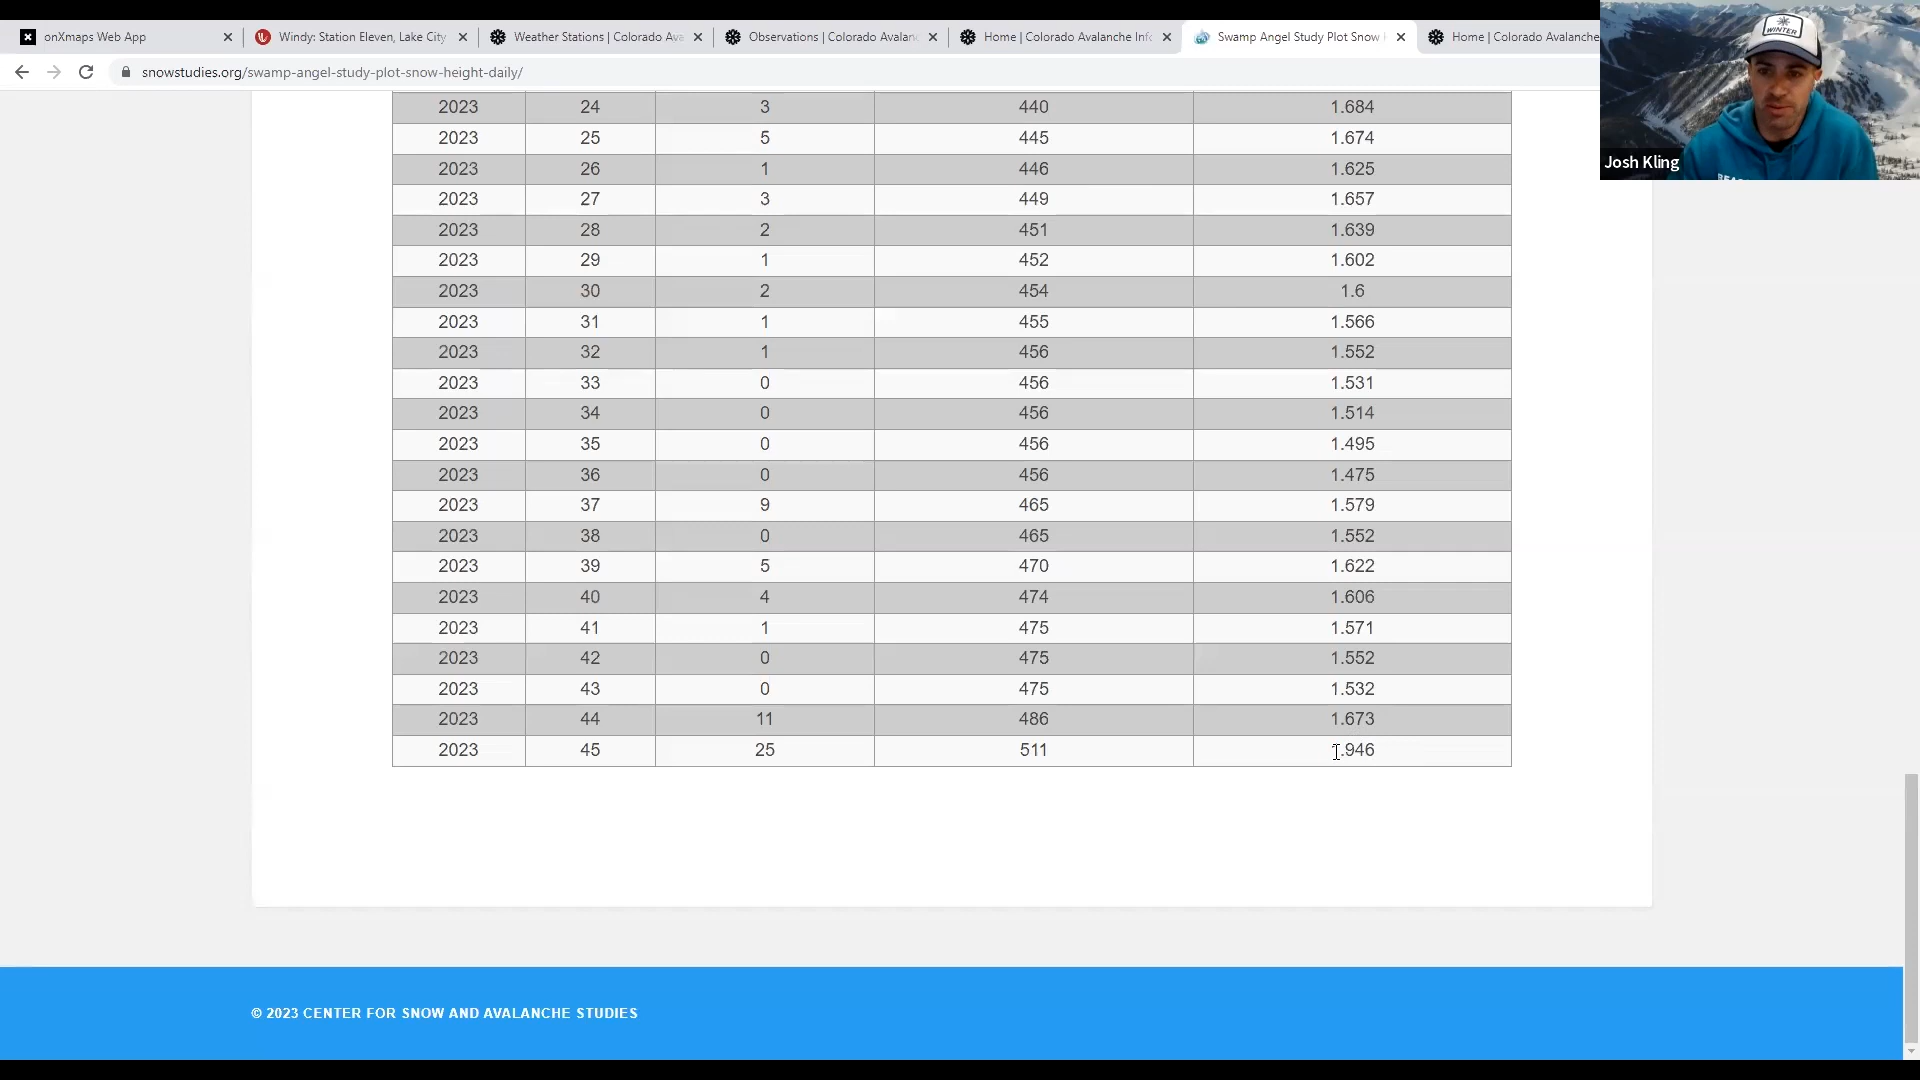 onXmaps Web App
Windy: Station Eleven, Lake City
Weather Stations | Colorado Ava
Observations | Colorado Avalan
Home | Colorado Avalanche Info
Swamp Angel Study Plot Snow
Home | Colorado Avalanche
snowstudies.org/swamp-angel-study-plot-snow-height-daily/
WINTER
Josh Kling
2023 24 3 440 1.684
2023 25 5 445 1.674
2023 26 1 446 1.625
2023 27 3 449 1.657
2023 28 2 451 1.639
2023 29 1 452 1.602
2023 30 2 454 1.6
2023 31 1 455 1.566
2023 32 1 456 1.552
2023 33 0 456 1.531
2023 34 0 456 1.514
2023 35 0 456 1.495
2023 36 0 456 1.475
2023 37 9 465 1.579
2023 38 0 465 1.552
2023 39 5 470 1.622
2023 40 4 474 1.606
2023 41 1 475 1.571
2023 42 0 475 1.552
2023 43 0 475 1.532
2023 44 11 486 1.673
2023 45 25 511 1.946
© 2023 CENTER FOR SNOW AND AVALANCHE STUDIES